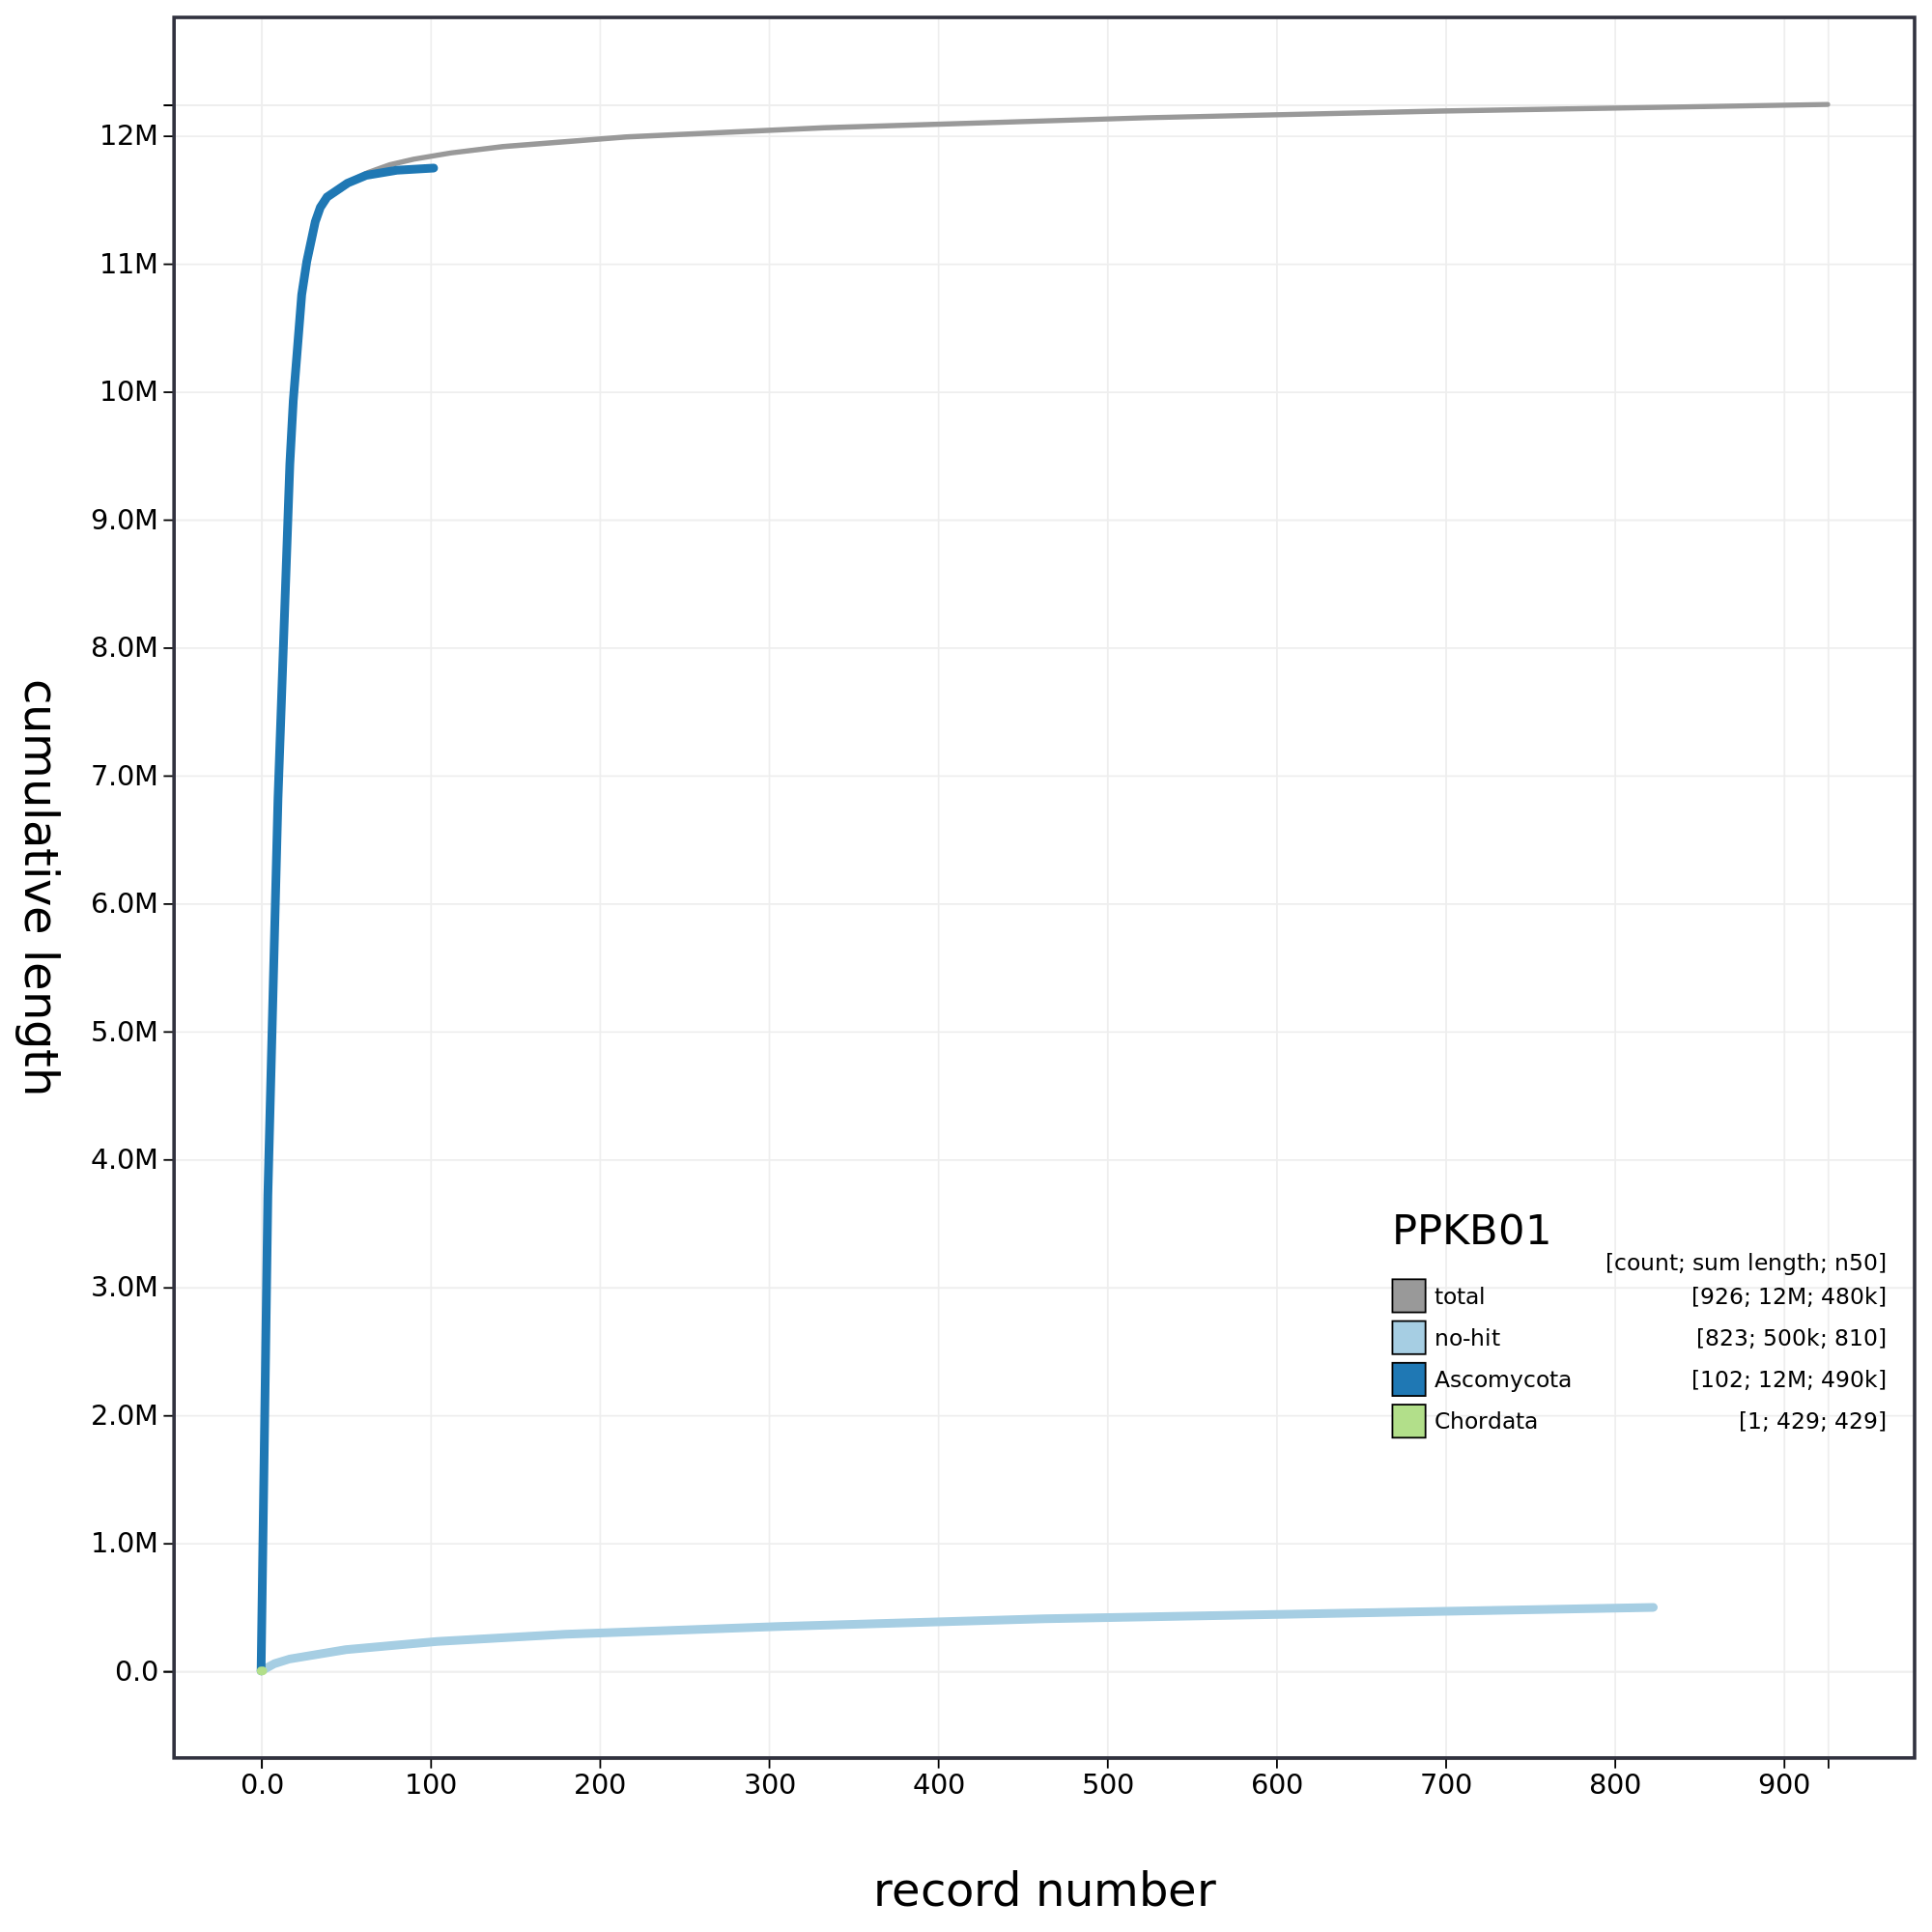 12M
11M
10M
9.0M
8.0M
7.0M
6.0M
5.0M
4.0M
3.0M
2.0M
1.0M
0.0
cumulative length
PPKB01
[count; sum length; n50]
total [926; 12M; 480k]
no-hit [823; 500k; 810]
Ascomycota [102; 12M; 490k]
Chordata [1; 429; 429]
0.0 100 200 300 400 500 600 700 800 900
record number